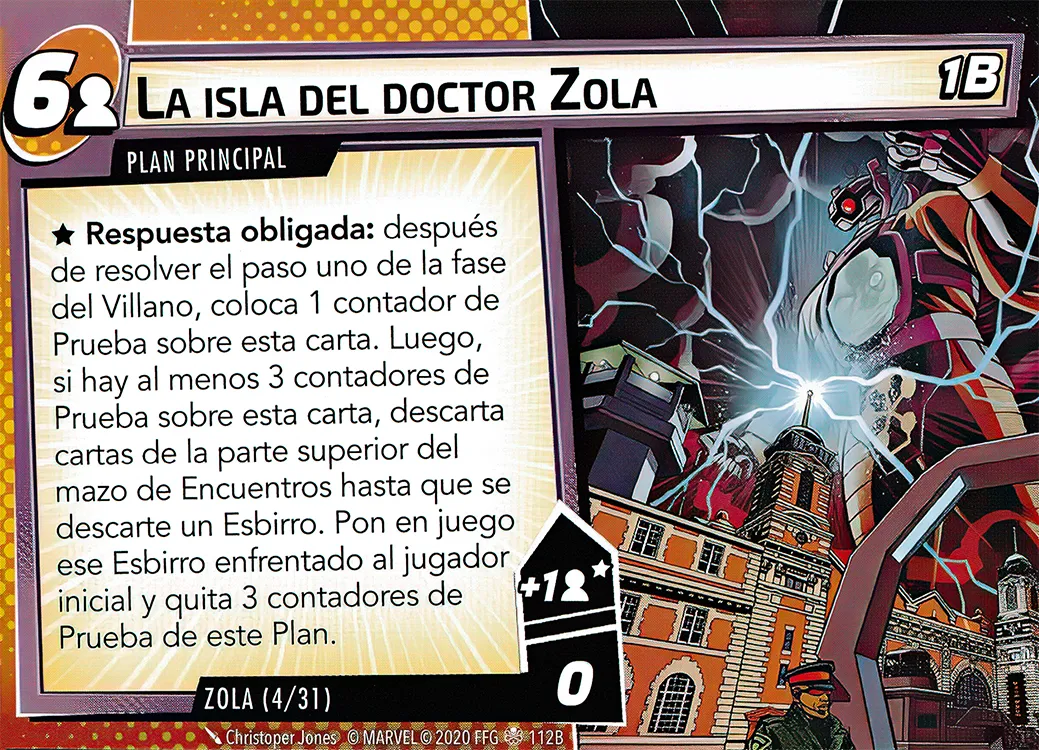 6
LA ISLA DEL DOCTOR ZOLA
1B
PLAN PRINCIPAL
★ Respuesta obligada: después
de resolver el paso uno de la fase
del Villano, coloca 1 contador de
Prueba sobre esta carta. Luego,
si hay al menos 3 contadores de
Prueba sobre esta carta, descarta
cartas de la parte superior del
mazo de Encuentros hasta que se
descarte un Esbirro. Pon en juego
ese Esbirro enfrentado al jugador
inicial y quita 3 contadores de
Prueba de este Plan.
+1 ★
0
ZOLA (4/31)
Christoper Jones © MARVEL © 2020 FFG 112B